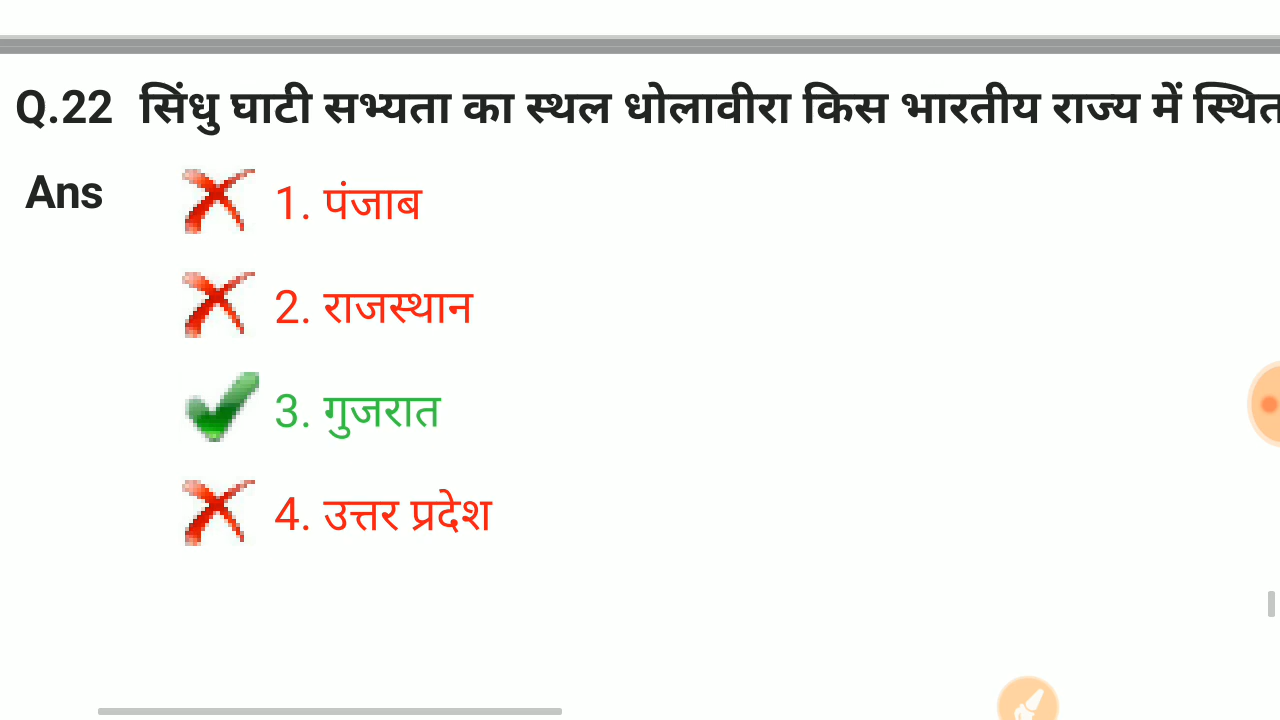 Q.22 सिंधु घाटी सभ्यता का स्थल धोलावीरा किस भारतीय राज्य में स्थित
Ans
1. पंजाब
2. राजस्थान
3. गुजरात
4. उत्तर प्रदेश